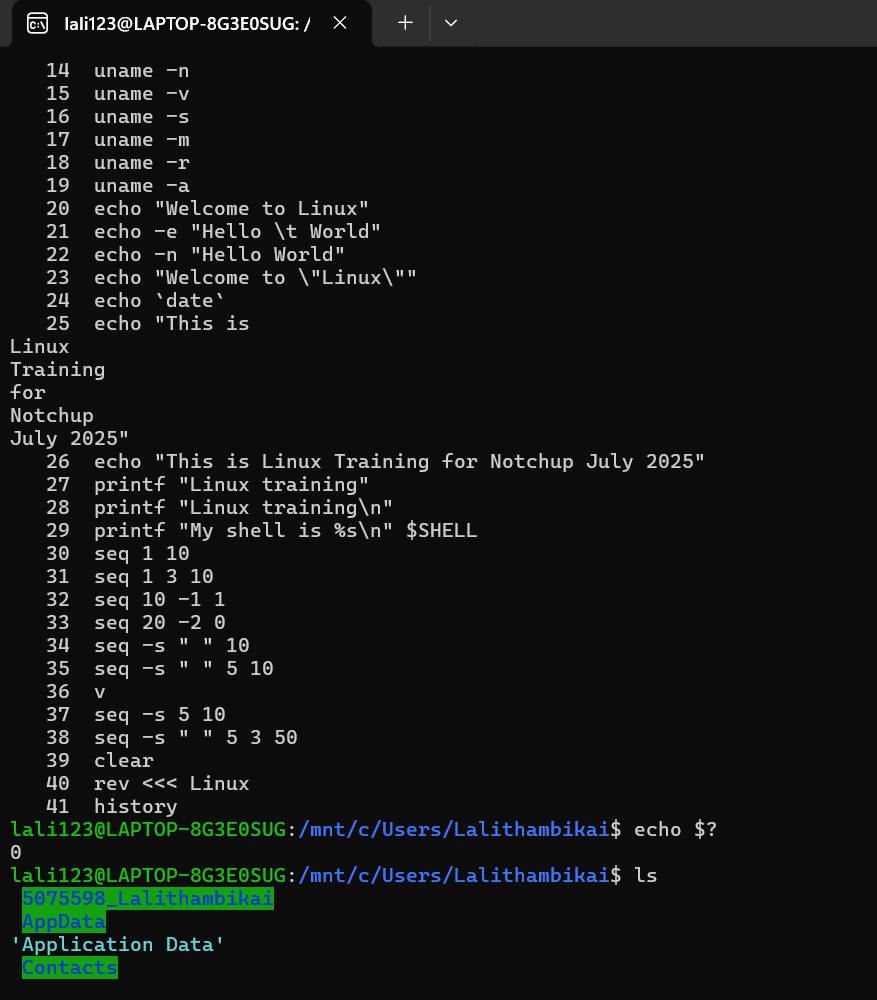 lali123@LAPTOP-8G3E0SUG: /
14 uname -n
15 uname -v
16 uname -s
17 uname -m
18 uname -r
19 uname -a
20 echo "Welcome to Linux"
21 echo -e "Hello \t World"
22 echo -n "Hello World"
23 echo "Welcome to \"Linux\""
24 echo `date`
25 echo "This is
Linux
Training
for
Notchup
July 2025"
26 echo "This is Linux Training for Notchup July 2025"
27 printf "Linux training"
28 printf "Linux training\n"
29 printf "My shell is %s\n" $SHELL
30 seq 1 10
31 seq 1 3 10
32 seq 10 -1 1
33 seq 20 -2 0
34 seq -s " " 10
35 seq -s " " 5 10
36 v
37 seq -s 5 10
38 seq -s " " 5 3 50
39 clear
40 rev <<< Linux
41 history
lali123@LAPTOP-8G3E0SUG:/mnt/c/Users/Lalithambikai$ echo $?
0
lali123@LAPTOP-8G3E0SUG:/mnt/c/Users/Lalithambikai$ ls
5075598_Lalithambikai
AppData
'Application Data'
Contacts